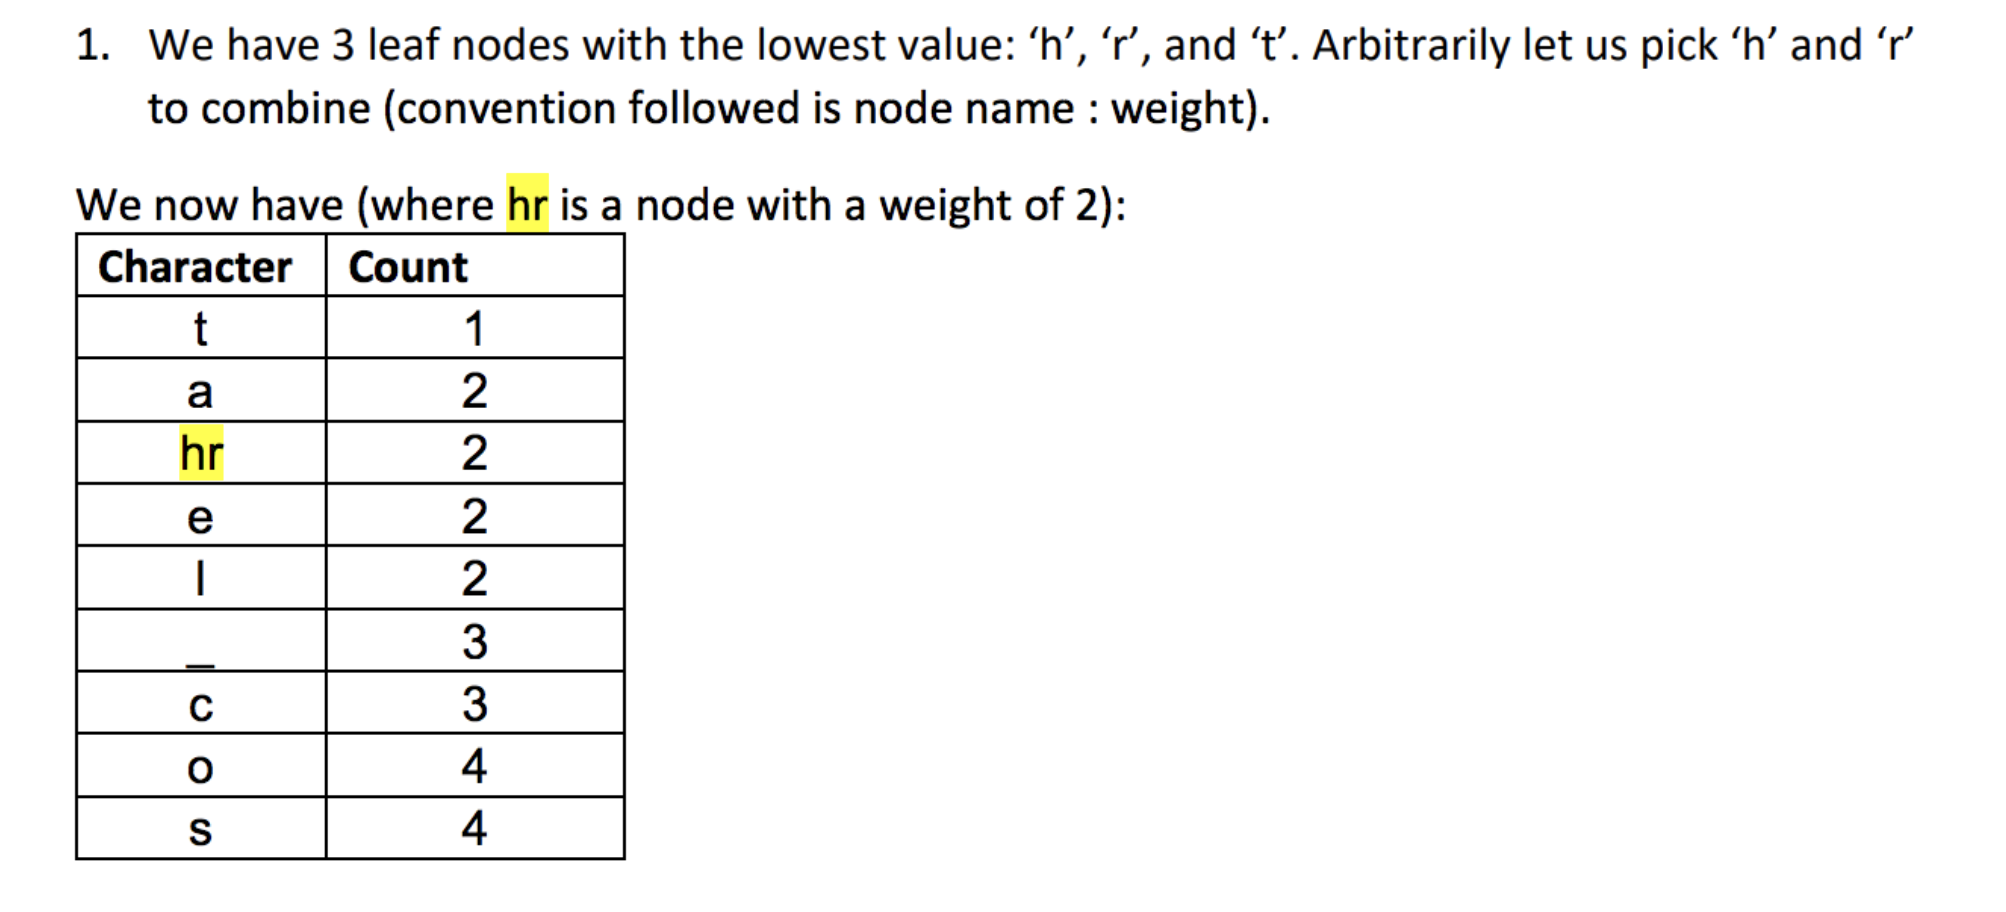 1. We have 3 leaf nodes with the lowest value: ‘h’, ‘r’, and ‘t’. Arbitrarily let us pick ‘h’ and ‘r’
to combine (convention followed is node name : weight).
We now have (where hr is a node with a weight of 2):
Character Count
t 1
a 2
hr 2
e 2
l 2
_ 3
c 3
o 4
s 4